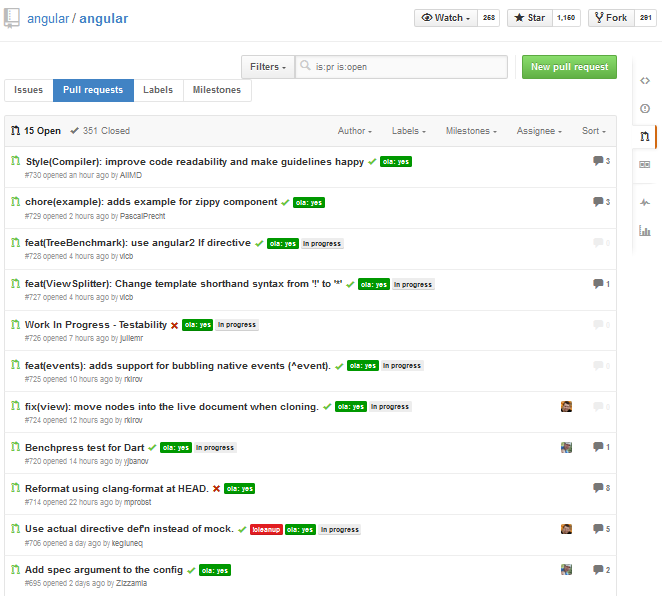 angular / angular
Watch 268 Star 1,160 Fork 291
Filters is:pr is:open New pull request
Issues Pull requests Labels Milestones
15 Open 351 Closed Author Labels Milestones Assignee Sort
Style(Compiler): improve code readability and make guidelines happy cla: yes 3
#730 opened an hour ago by AliMD
chore(example): adds example for zippy component cla: yes 3
#729 opened 2 hours ago by PascalPrecht
feat(TreeBenchmark): use angular2 If directive cla: yes in progress 0
#728 opened 4 hours ago by vicb
feat(ViewSplitter): Change template shorthand syntax from '!' to '*' cla: yes in progress 1
#727 opened 4 hours ago by vicb
Work In Progress - Testability cla: yes in progress 0
#726 opened 7 hours ago by juliemr
feat(events): adds support for bubbling native events (^event). cla: yes in progress 0
#725 opened 10 hours ago by rkirov
fix(view): move nodes into the live document when cloning. cla: yes in progress 0
#724 opened 12 hours ago by rkirov
Benchpress test for Dart cla: yes in progress 1
#720 opened 14 hours ago by yjbanov
Reformat using clang-format at HEAD. cla: yes 8
#714 opened 22 hours ago by mprobst
Use actual directive def'n instead of mock. !cleanup cla: yes in progress 5
#706 opened a day ago by kegluneq
Add spec argument to the config cla: yes 2
#695 opened 2 days ago by Zizzamia